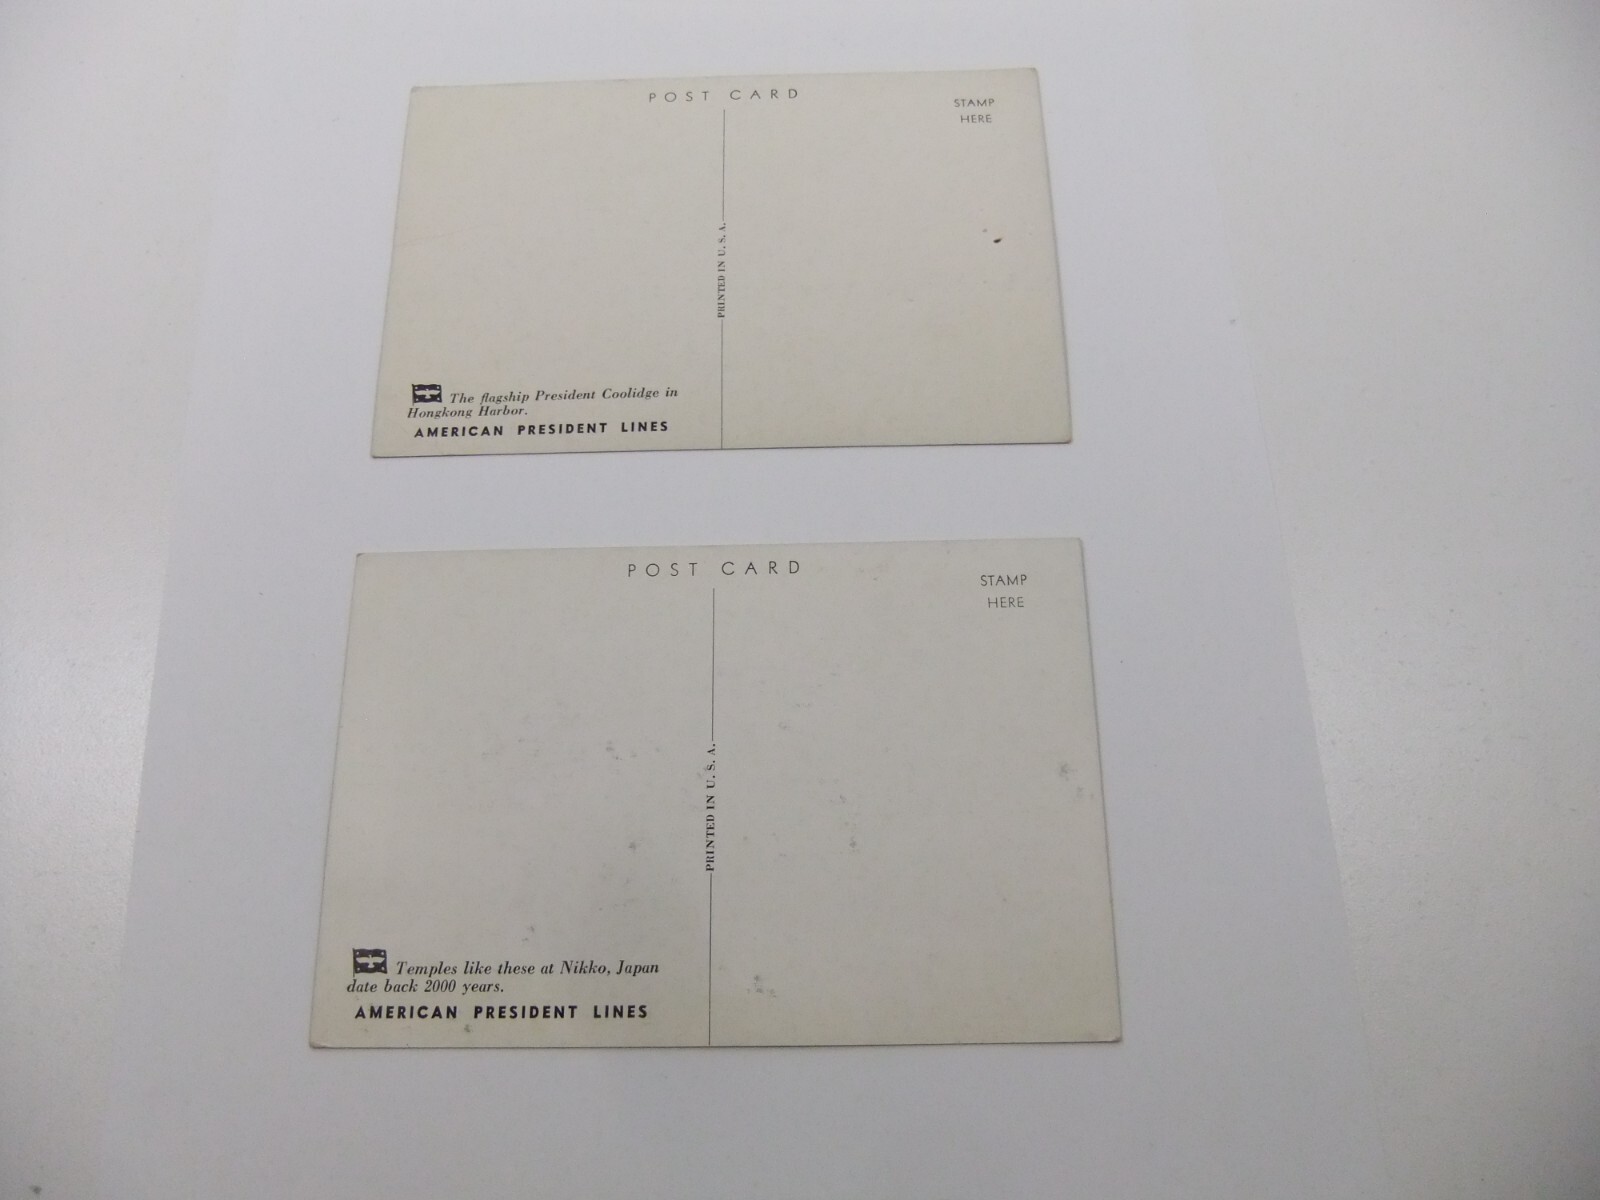 POST CARD
STAMP
HERE
PRINTED IN U. S. A.
The flagship President Coolidge in
Hongkong Harbor.
AMERICAN PRESIDENT LINES
POST CARD
STAMP
HERE
PRINTED IN U. S. A.
Temples like these at Nikko, Japan
date back 2000 years.
AMERICAN PRESIDENT LINES